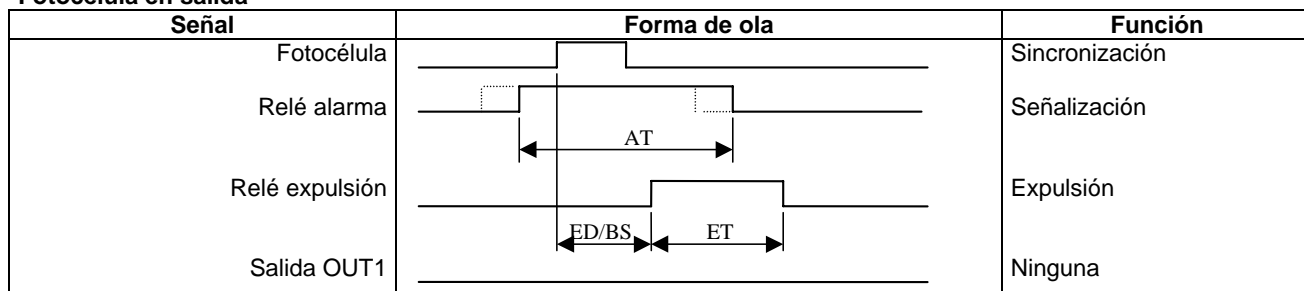 Fotocélula en salida
Señal Forma de ola Función
Fotocélula Sincronización
Relé alarma Señalización
AT
Relé expulsión Expulsión
ED/BS ET
Salida OUT1 Ninguna